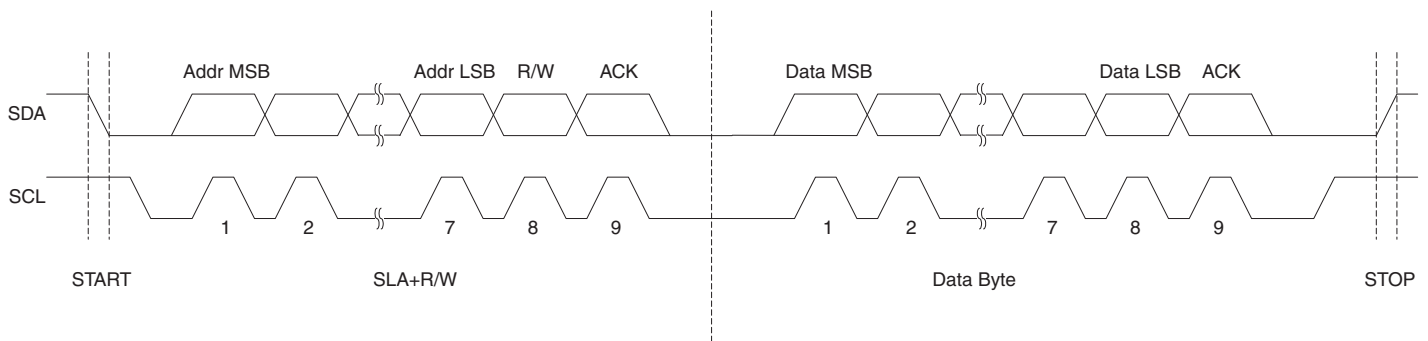 Addr MSB Addr LSB R/W ACK Data MSB Data LSB ACK
SDA
SCL
1 2 7 8 9 1 2 7 8 9
START SLA+R/W Data Byte STOP